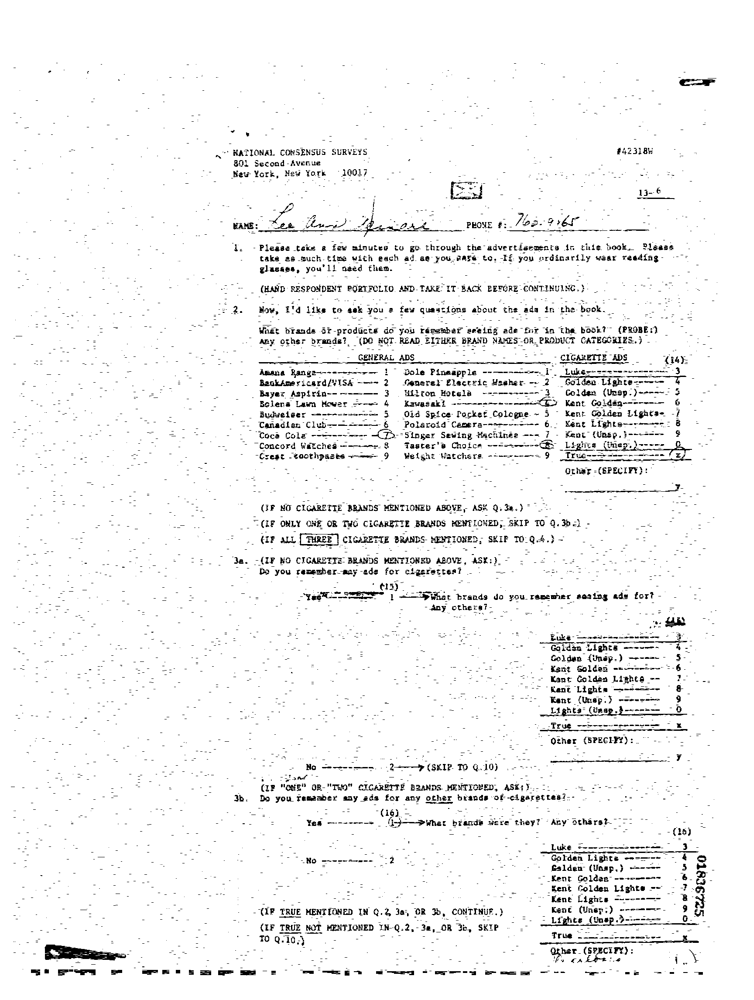 NATIONAL CONSENSUS SURVEYS #42318W
801 Second Avenue
New York, New York 10017
13-6
NAME: Lee Ann PHONE #: 762-9165
1. Please take a few minutes to go through the advertisements in this book. Please
take as much time with each ad as you care to. If you ordinarily wear reading
glasses, you'll need them.
(HAND RESPONDENT PORTFOLIO AND TAKE IT BACK BEFORE CONTINUING.)
2. Now, I'd like to ask you a few questions about the ads in the book.
What brands or products do you remember seeing ads for in the book? (PROBE:)
Any other brands? (DO NOT READ EITHER BRAND NAMES OR PRODUCT CATEGORIES.)
GENERAL ADS CIGARETTE ADS (14)
Amana Range 1 Dole Pineapple 1 Luke 3
BankAmericard/VISA 2 General Electric Washer 2 Golden Lights 4
Bayer Aspirin 3 Hilton Hotels 3 Golden (Unsp.) 5
Bolens Lawn Mower 4 Kawasaki 4 Kent Golden 6
Budweiser 5 Old Spice Pocket Cologne 5 Kent Golden Lights 7
Canadian Club 6 Polaroid Camera 6 Kent Lights 8
Coca Cola 7 Singer Sewing Machines 7 Kent (Unsp.) 9
Concord Watches 8 Taster's Choice 8 Lights (Unsp.) 0
Crest toothpaste 9 Weight Watchers 9 True x
Other (SPECIFY):
y
(IF NO CIGARETTE BRANDS MENTIONED ABOVE, ASK Q.3a.)
(IF ONLY ONE OR TWO CIGARETTE BRANDS MENTIONED, SKIP TO Q.3b.)
(IF ALL THREE CIGARETTE BRANDS MENTIONED, SKIP TO Q.4.)
3a. (IF NO CIGARETTE BRANDS MENTIONED ABOVE, ASK:)
Do you remember any ads for cigarettes?
(15)
Yes 1 What brands do you remember seeing ads for?
Any others?
Luke 3
Golden Lights 4
Golden (Unsp.) 5
Kent Golden 6
Kent Golden Lights 7
Kent Lights 8
Kent (Unsp.) 9
Lights (Unsp.) 0
True x
Other (SPECIFY):
y
No 2 (SKIP TO Q.10)
(IF "ONE" OR "TWO" CIGARETTE BRANDS MENTIONED, ASK:)
3b. Do you remember any ads for any other brands of cigarettes?
(16)
Yes 1 What brands were they? Any others?
(16)
Luke 3
No 2 Golden Lights 4
Golden (Unsp.) 5
Kent Golden 6
Kent Golden Lights 7
Kent Lights 8
(IF TRUE MENTIONED IN Q.2, 3a, OR 3b, CONTINUE.) Kent (Unsp.) 9
Lights (Unsp.) 0
(IF TRUE NOT MENTIONED IN Q.2, 3a, OR 3b, SKIP
TO Q.10.) True x
Other (SPECIFY):
01836725